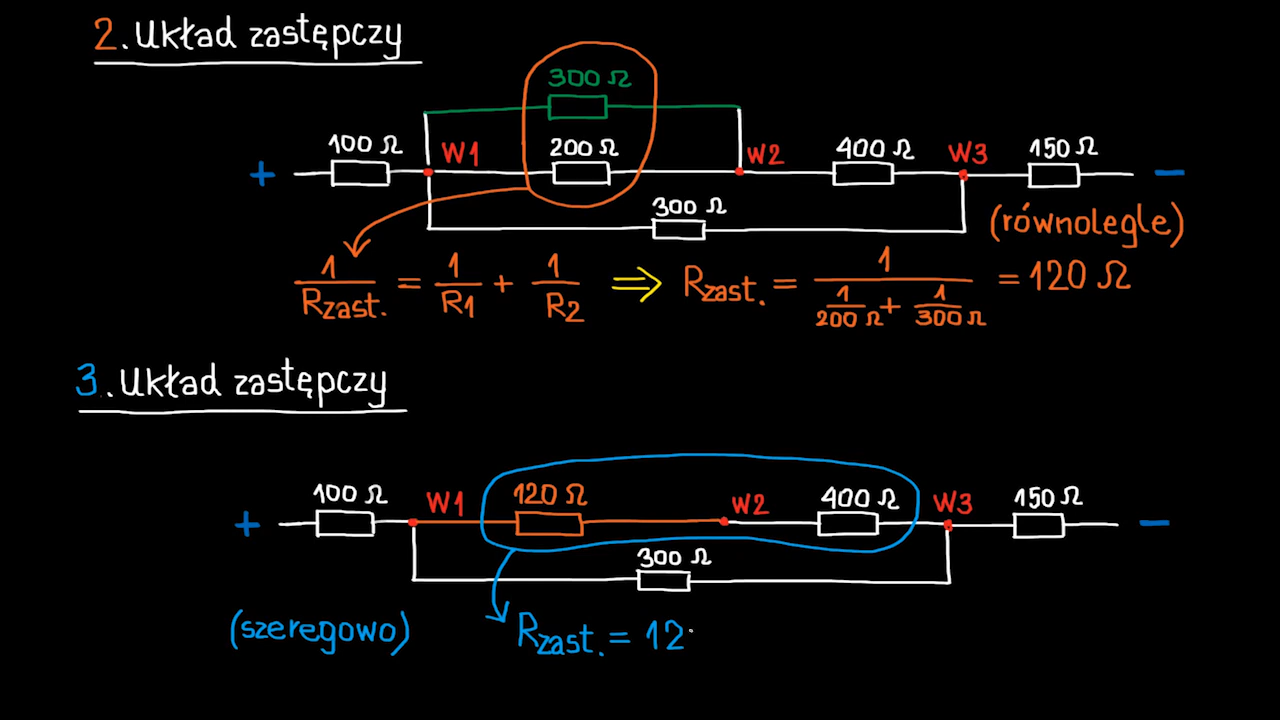 2. Układ zastępczy
300 Ω
100 Ω W1 200 Ω W2 400 Ω W3 150 Ω
+ −
300 Ω
(równolegle)
1/Rzast. = 1/R1 + 1/R2 ⇒ Rzast. = 1/(1/200 Ω + 1/300 Ω) = 120 Ω
3. Układ zastępczy
100 Ω W1 120 Ω W2 400 Ω W3 150 Ω
+ −
300 Ω
(szeregowo) Rzast. = 12